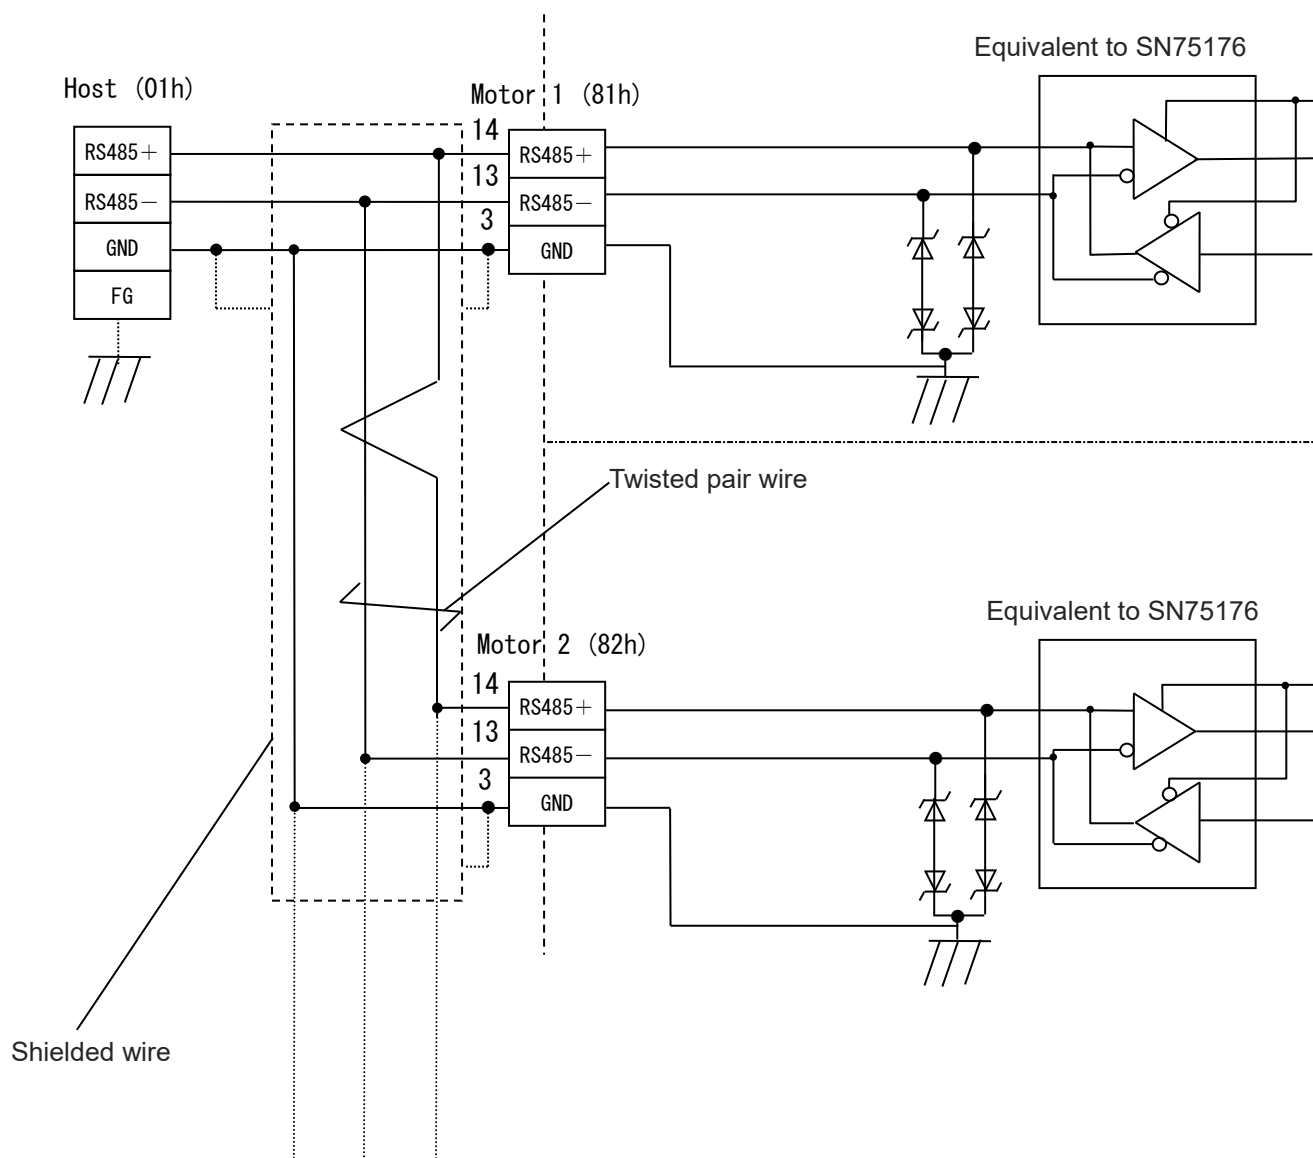 Equivalent to SN75176
Host (01h)
Motor 1 (81h)
RS485+
RS485−
GND
FG
14
13
3
RS485+
RS485−
GND
Twisted pair wire
Equivalent to SN75176
Motor 2 (82h)
14
13
3
RS485+
RS485−
GND
Shielded wire